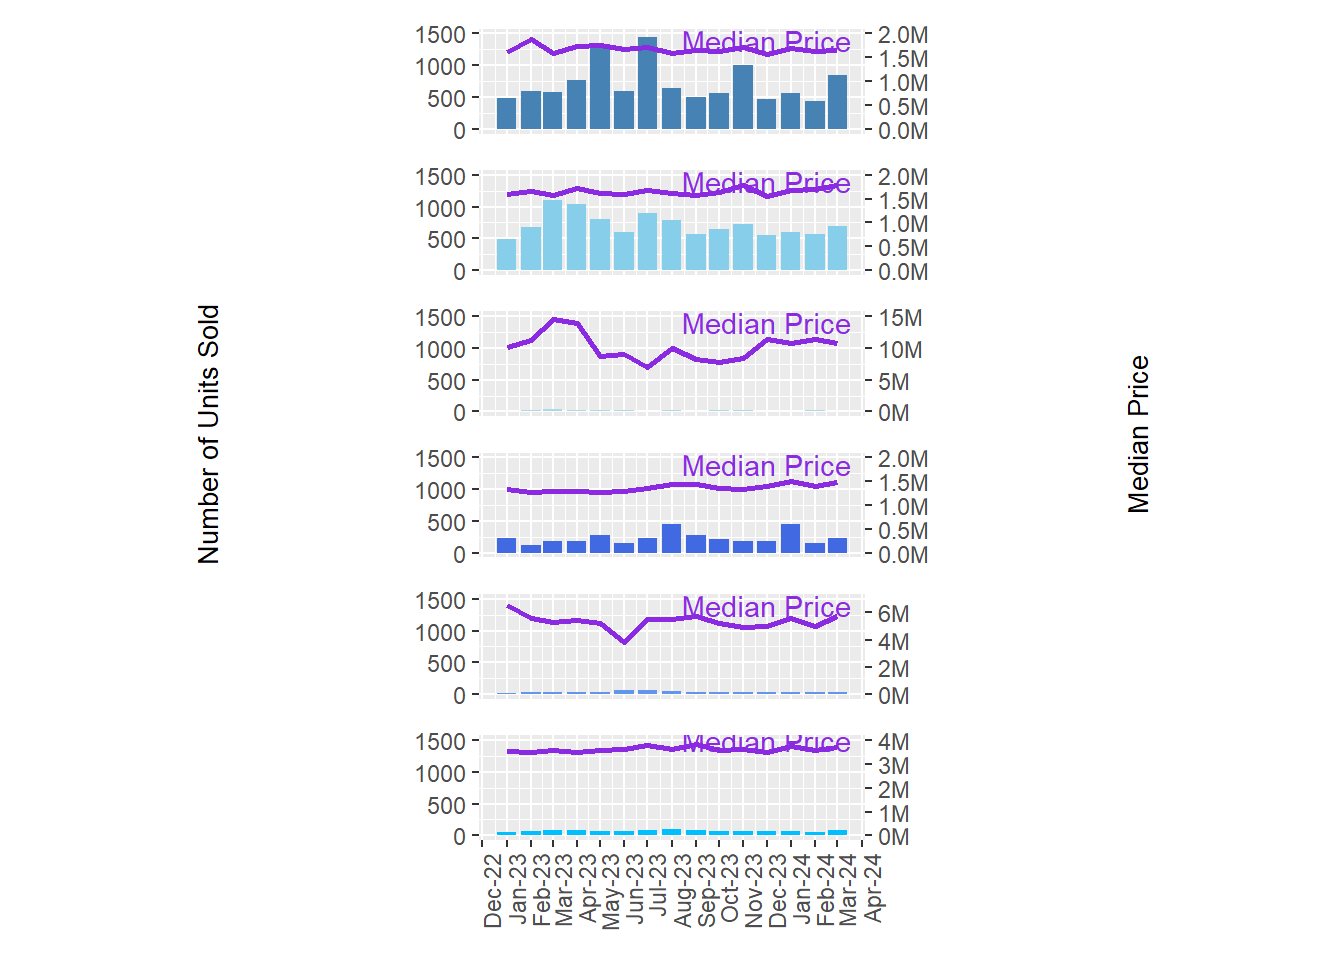 1500
1000
500
0
Median Price
2.0M
1.5M
1.0M
0.5M
0.0M
1500
1000
500
0
Median Price
2.0M
1.5M
1.0M
0.5M
0.0M
1500
1000
500
0
Median Price
15M
10M
5M
0M
1500
1000
500
0
Median Price
2.0M
1.5M
1.0M
0.5M
0.0M
1500
1000
500
0
Median Price
6M
4M
2M
0M
1500
1000
500
0
Median Price
4M
3M
2M
1M
0M
Dec-22
Jan-23
Feb-23
Mar-23
Apr-23
May-23
Jun-23
Jul-23
Aug-23
Sep-23
Oct-23
Nov-23
Dec-23
Jan-24
Feb-24
Mar-24
Apr-24
Number of Units Sold
Median Price